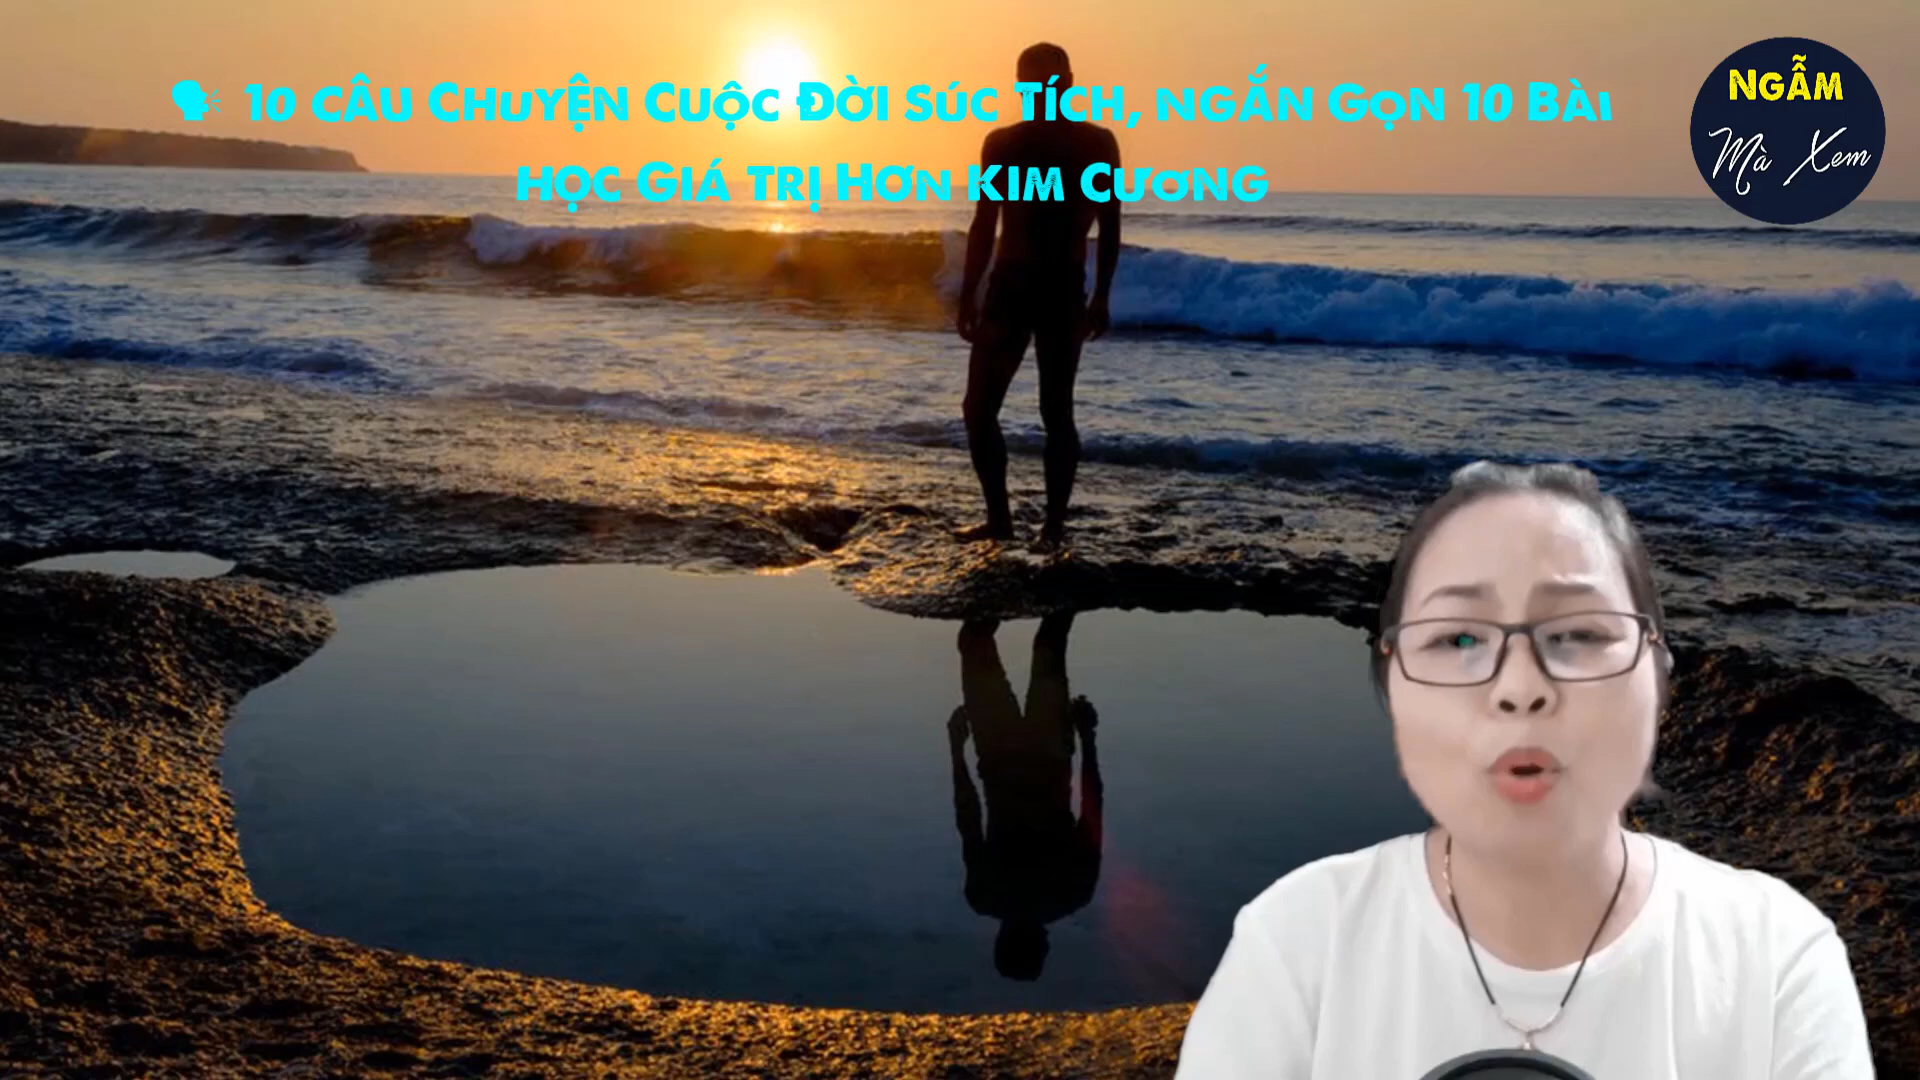 🗣 10 câu Chuyện Cuộc Đời Súc Tích, ngắn Gọn 10 Bài
học Giá trị Hơn Kim Cương
Ngẫm
Mà Xem